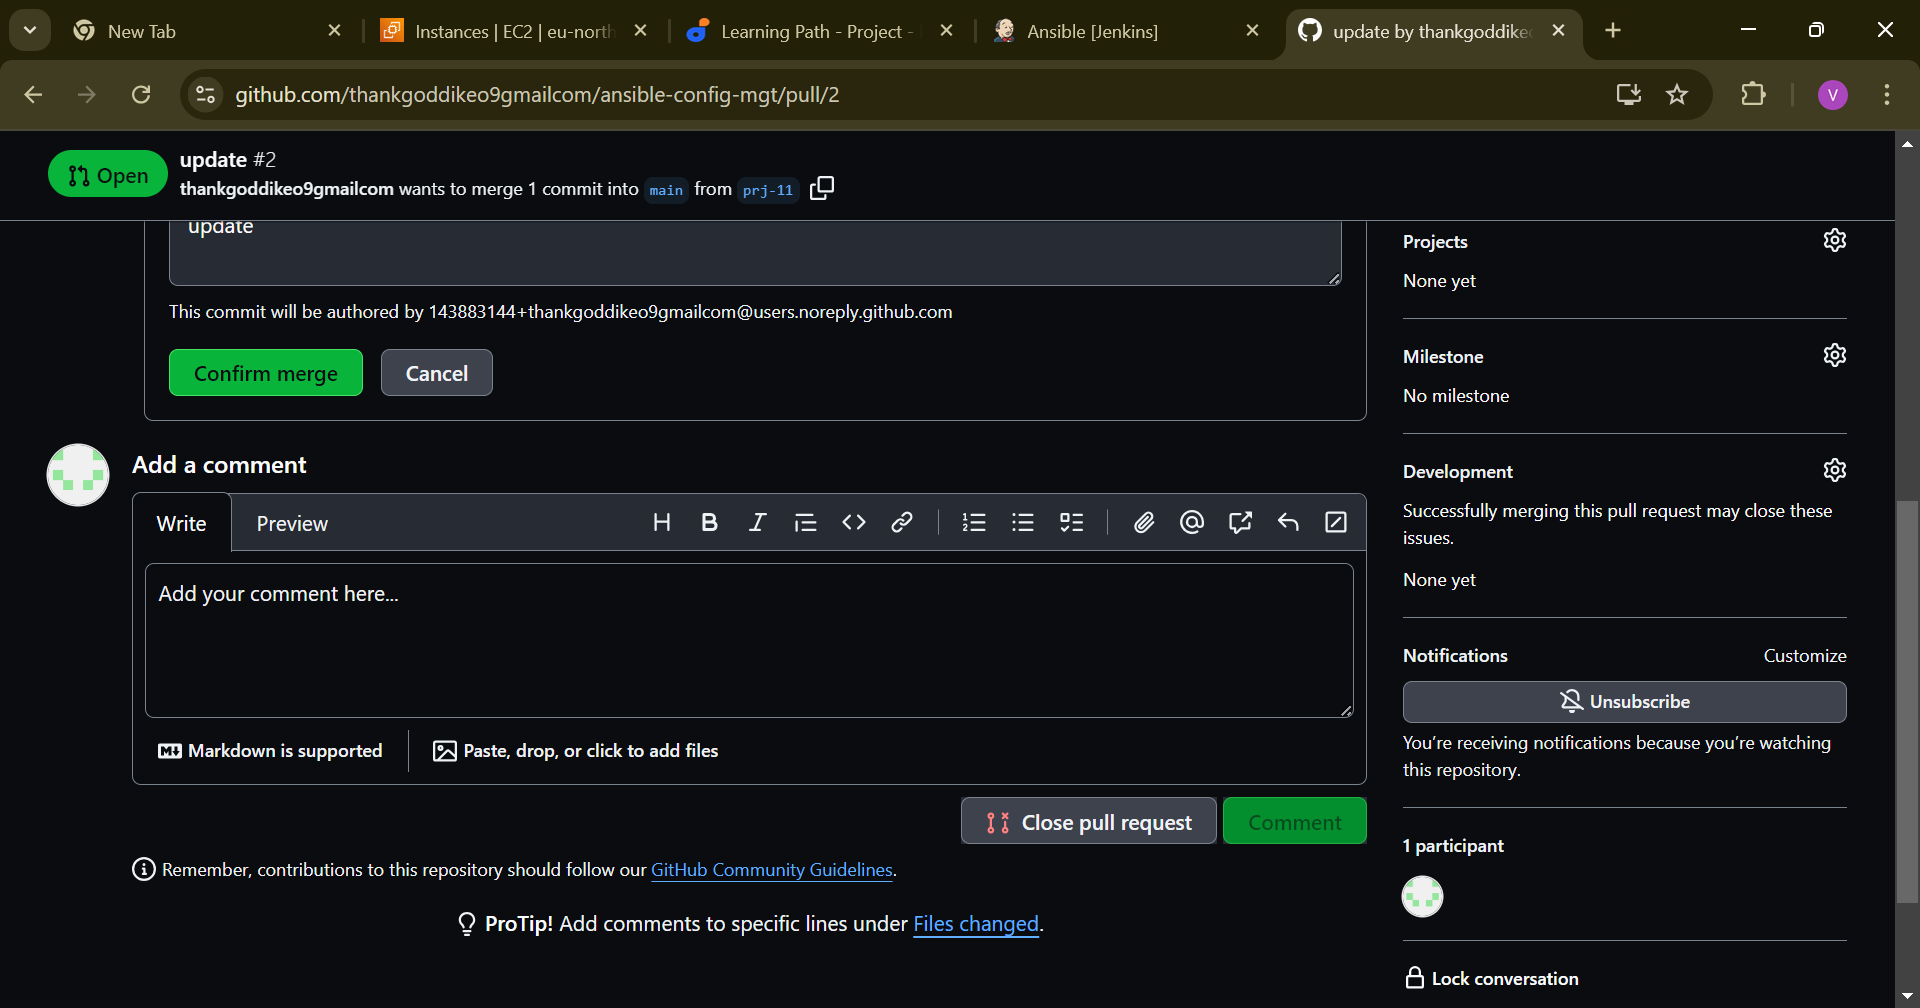 New Tab
Instances | EC2 | eu-north
Learning Path - Project -
Ansible [Jenkins]
update by thankgoddike
github.com/thankgoddikeo9gmailcom/ansible-config-mgt/pull/2
V
Open
update #2
thankgoddikeo9gmailcom wants to merge 1 commit into main from prj-11
update
This commit will be authored by 143883144+thankgoddikeo9gmailcom@users.noreply.github.com
Confirm merge
Cancel
Add a comment
Write
Preview
Add your comment here...
Markdown is supported
Paste, drop, or click to add files
Close pull request
Comment
Remember, contributions to this repository should follow our GitHub Community Guidelines.
ProTip! Add comments to specific lines under Files changed.
Projects
None yet
Milestone
No milestone
Development
Successfully merging this pull request may close these
issues.
None yet
Notifications
Customize
Unsubscribe
You're receiving notifications because you're watching
this repository.
1 participant
Lock conversation